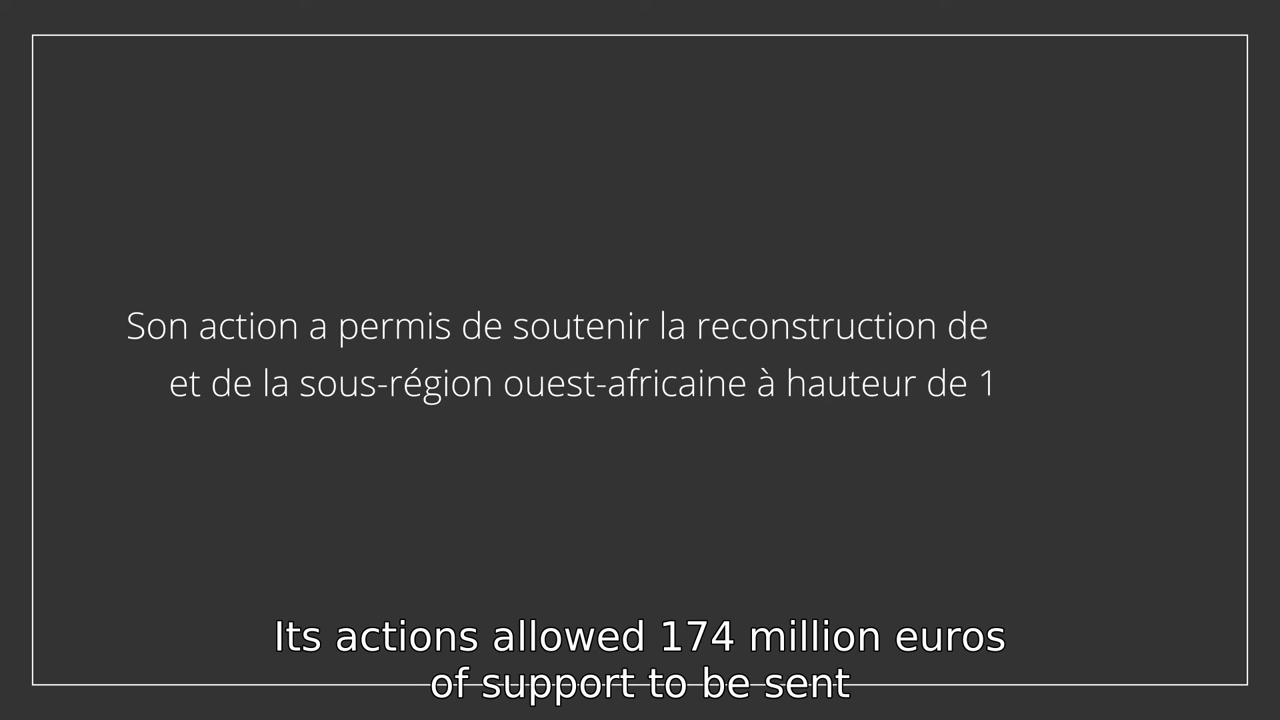 Son action a permis de soutenir la reconstruction de
et de la sous-région ouest-africaine à hauteur de 1
Its actions allowed 174 million euros
of support to be sent